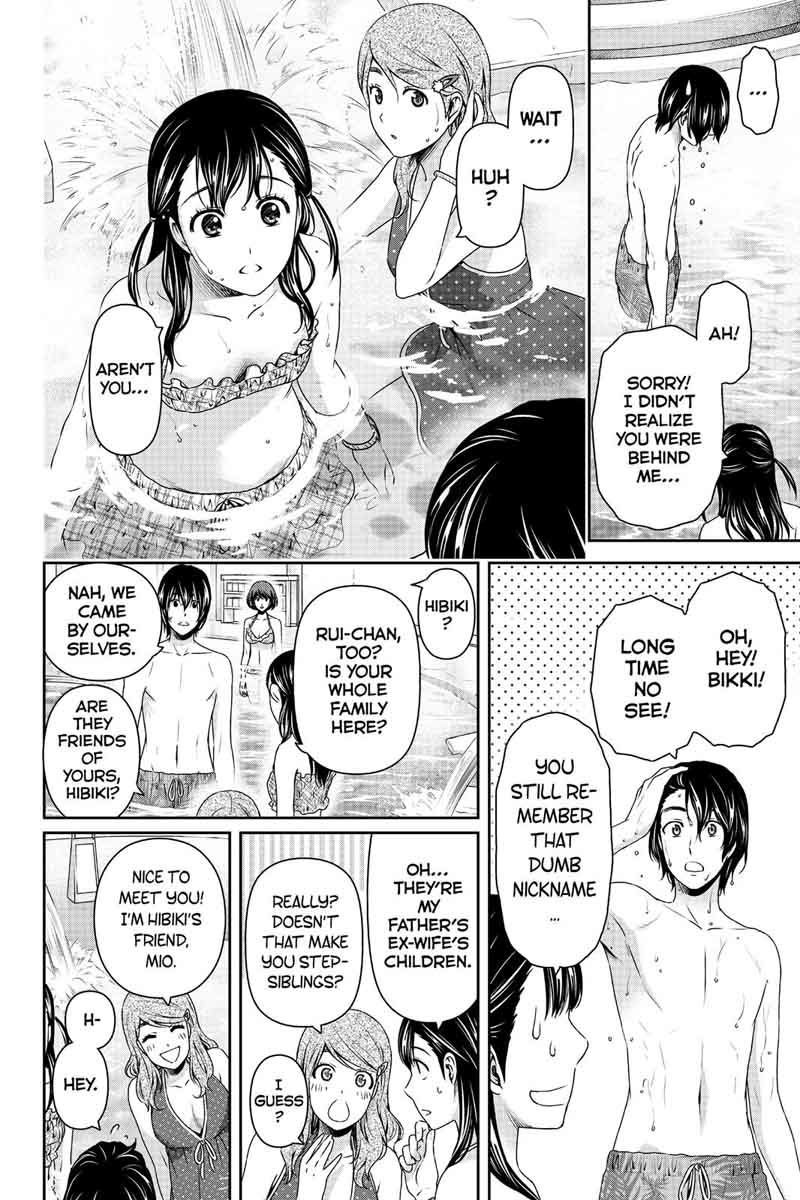 ...
AH!
SORRY!
I DIDN'T
REALIZE
YOU WERE
BEHIND
ME...
WAIT
...
HUH
?
AREN'T
YOU...
OH,
HEY!
BIKKI!
LONG
TIME
NO
SEE!
YOU
STILL RE-
MEMBER
THAT
DUMB
NICKNAME
...
HIBIKI
?
RUI-CHAN,
TOO?
IS YOUR
WHOLE
FAMILY
HERE?
NAH, WE
CAME
BY OUR-
SELVES.
ARE
THEY
FRIENDS
OF
YOURS,
HIBIKI?
OH...
THEY'RE
MY
FATHER'S
EX-WIFE'S
CHILDREN.
REALLY?
DOESN'T
THAT MAKE
YOU STEP-
SIBLINGS?
I
GUESS
?
NICE TO
MEET YOU!
I'M HIBIKI'S
FRIEND,
MIO.
H-
HEY.